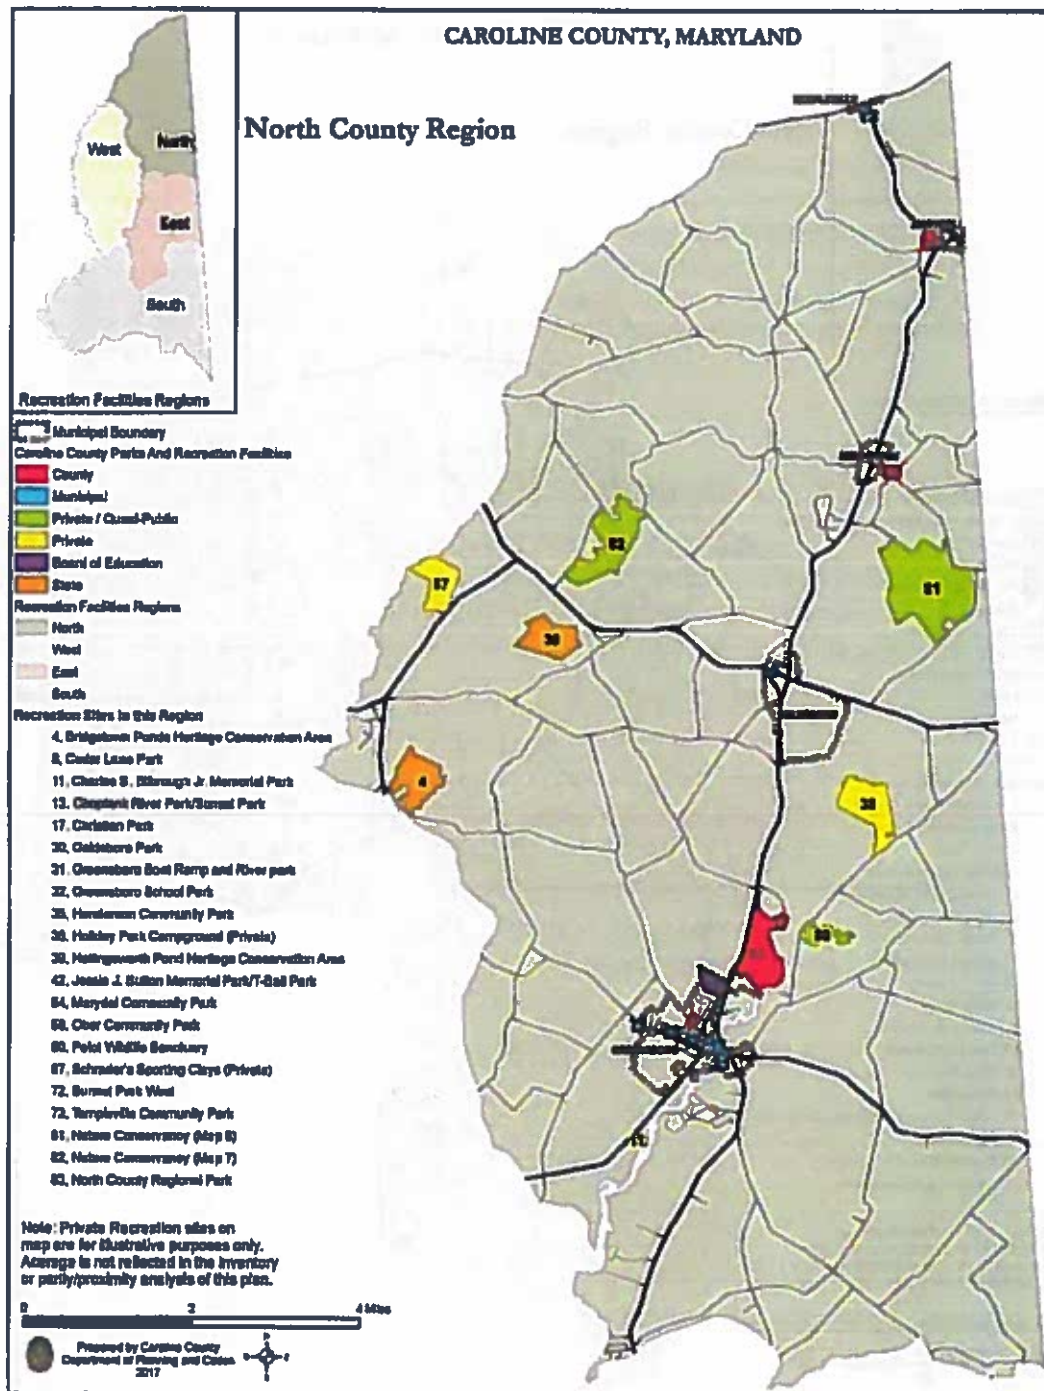 CAROLINE COUNTY, MARYLAND
North County Region
West
North
East
South
Recreation Facilities Regions
Municipal Boundary
Caroline County Parks And Recreation Facilities
County
Municipal
Private / Quasi-Public
Private
Board of Education
State
Recreation Facilities Regions
North
West
East
South
Recreation Sites in this Region
4, Bridgetown Ponds Heritage Conservation Area
8, Cedar Lane Park
11, Charles S. Jr. Memorial Park
13, Choptank River Park/Sunset Park
17, Christian Park
30, Goldsboro Park
31, Greensboro Boat Ramp and River park
32, Greensboro School Park
35, Henderson Community Park
38, Holiday Park Campground (Private)
39, Hollingsworth Pond Heritage Conservation Area
42, Jessie J. Sutton Memorial Park/T-Ball Park
54, Marydel Community Park
58, Ober Community Park
60, Pelot Wildlife Sanctuary
67, Schrader's Sporting Clays (Private)
72, Sunset Park West
73, Templeville Community Park
81, Nature Conservancy (Map 6)
82, Nature Conservancy (Map 7)
83, North County Regional Park
Note: Private Recreation sites on
map are for illustrative purposes only.
Acreage is not reflected in the inventory
or parity/proximity analysis of this plan.
0 2 4 Miles
Prepared by Caroline County
Department of Planning and Codes
2017
82
67
81
39
4
38
60